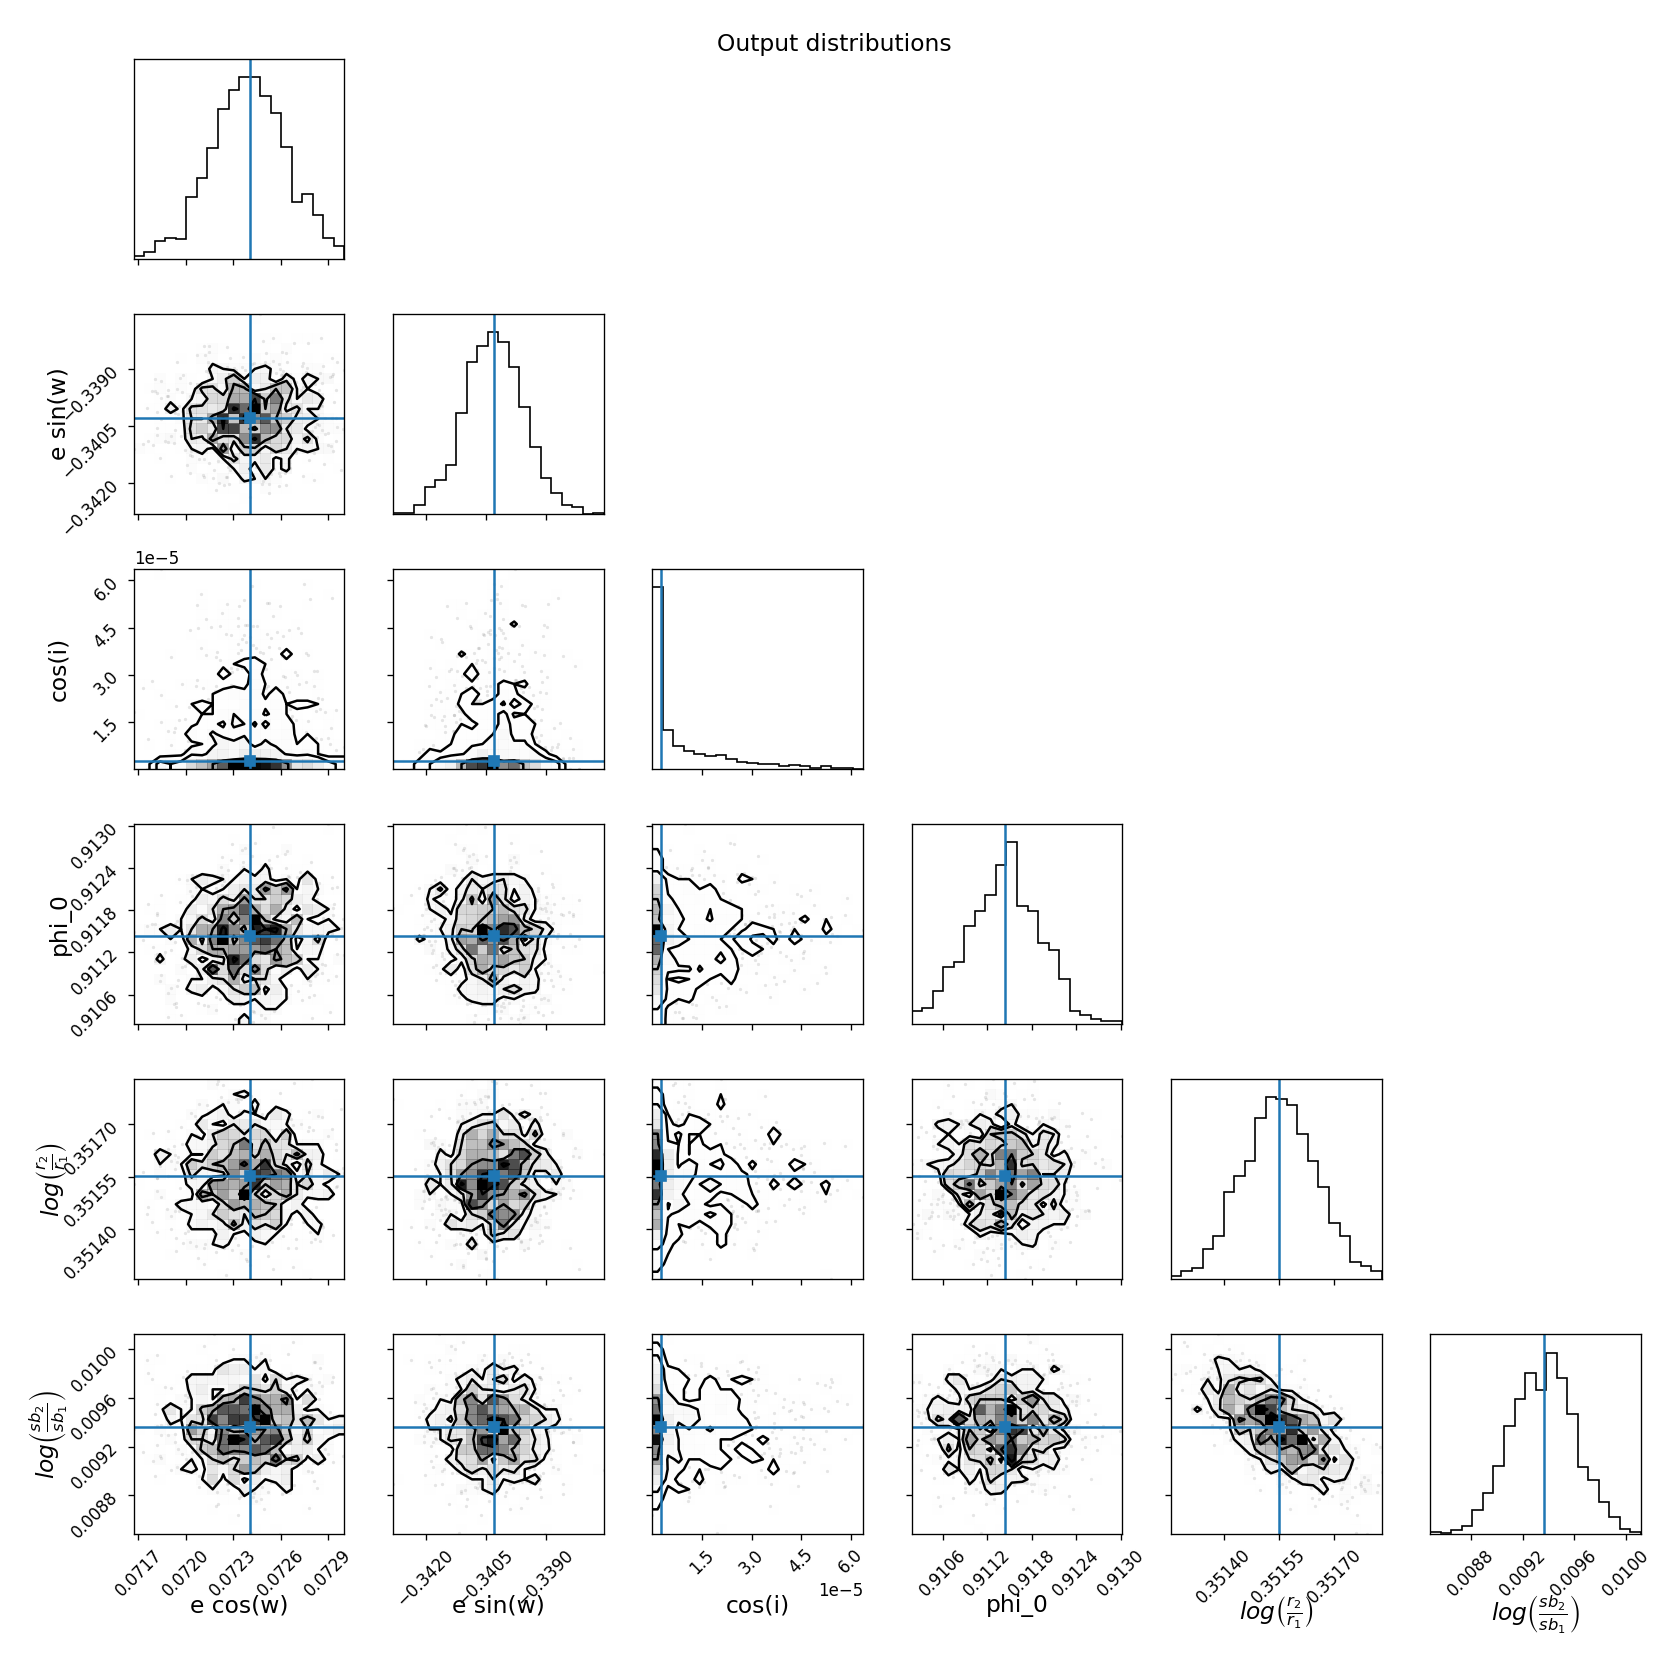 Output distributions
e sin(w)
−0.3390
−0.3405
−0.3420
1e−5
cos(i)
6.0
4.5
3.0
1.5
phi_0
0.9130
0.9124
0.9118
0.9112
0.9106
log(r₂/r₁)
0.35170
0.35155
0.35140
log(sb₂/sb₁)
0.0100
0.0096
0.0092
0.0088
0.0717 0.0720 0.0723 0.0726 0.0729
−0.3420 −0.3405 −0.3390
1.5 3.0 4.5 6.0
1e−5
0.9106 0.9112 0.9118 0.9124 0.9130
0.35140 0.35155 0.35170
0.0088 0.0092 0.0096 0.0100
e cos(w) e sin(w) cos(i) phi_0 log(r₂/r₁) log(sb₂/sb₁)